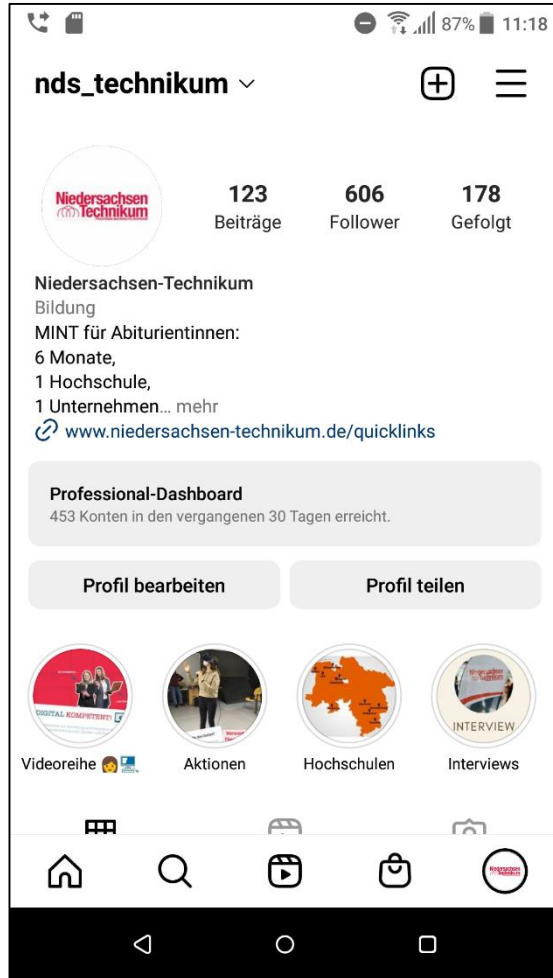 87% 11:18
nds_technikum
Niedersachsen
Technikum
123 606 178
Beiträge Follower Gefolgt
Niedersachsen-Technikum
Bildung
MINT für Abiturientinnen:
6 Monate,
1 Hochschule,
1 Unternehmen... mehr
www.niedersachsen-technikum.de/quicklinks
Professional-Dashboard
453 Konten in den vergangenen 30 Tagen erreicht.
Profil bearbeiten Profil teilen
DIGITAL KOMPETENT!
INTERVIEW
Videoreihe 👩💻 Aktionen Hochschulen Interviews